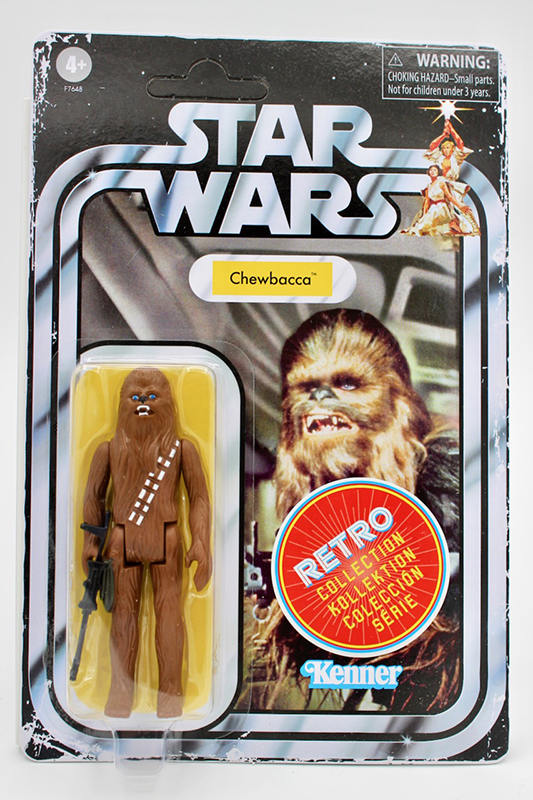 4+
F7648
WARNING:
CHOKING HAZARD–Small parts.
Not for children under 3 years.
STAR
WARS
Chewbacca™
RETRO
COLLECTION
KOLLEKTION
COLECCIÓN
SÉRIE
Kenner